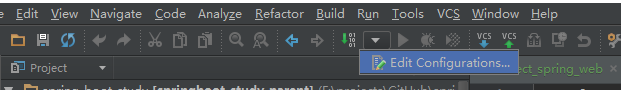 Edit View Navigate Code Analyze Refactor Build Run Tools VCS Window Help
VCS VCS
Edit Configurations...
Project
ect_spring_web